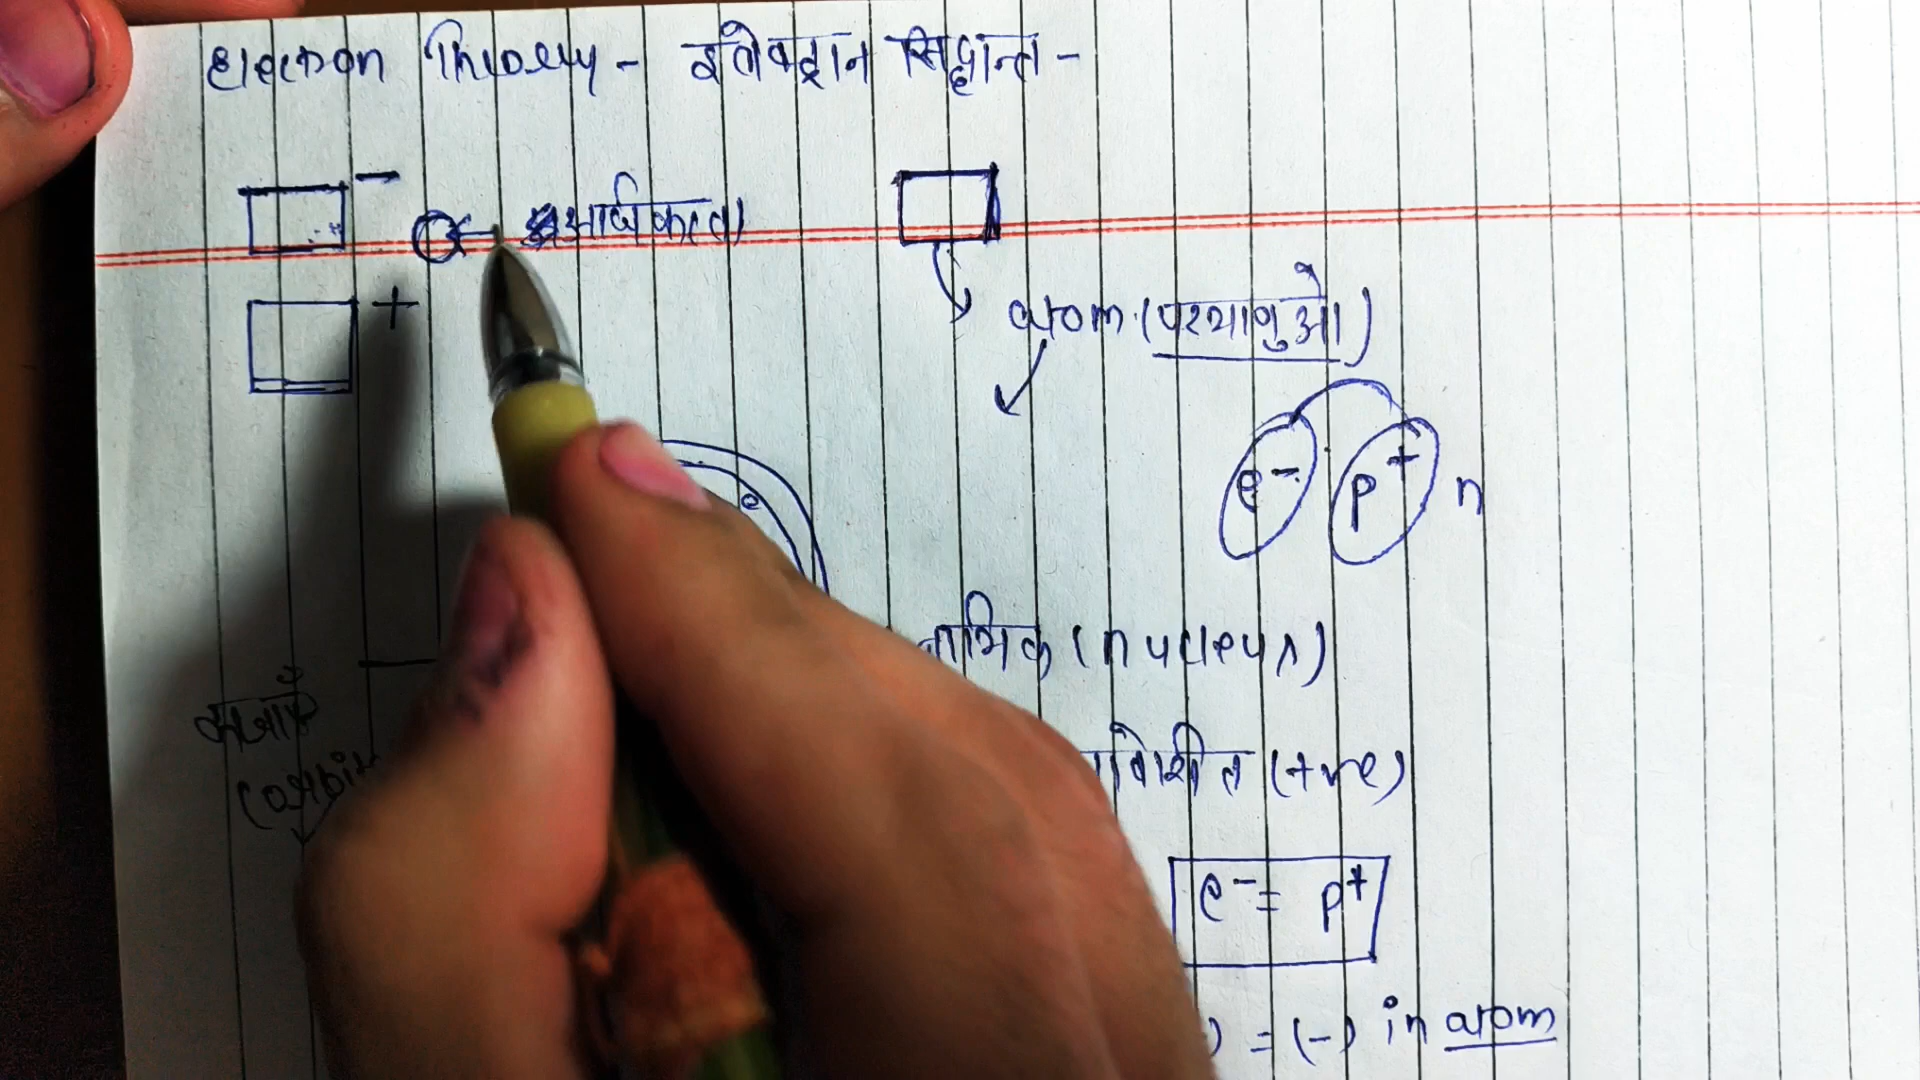 Electron Theory - इलेक्ट्रान सिद्धान्त -
-
+
atom (परमाणुओ)
e⁻ p⁺ n
e
नाभिक (nucleus)
(+ve)
e⁻ = p⁺
) = (-) in atom